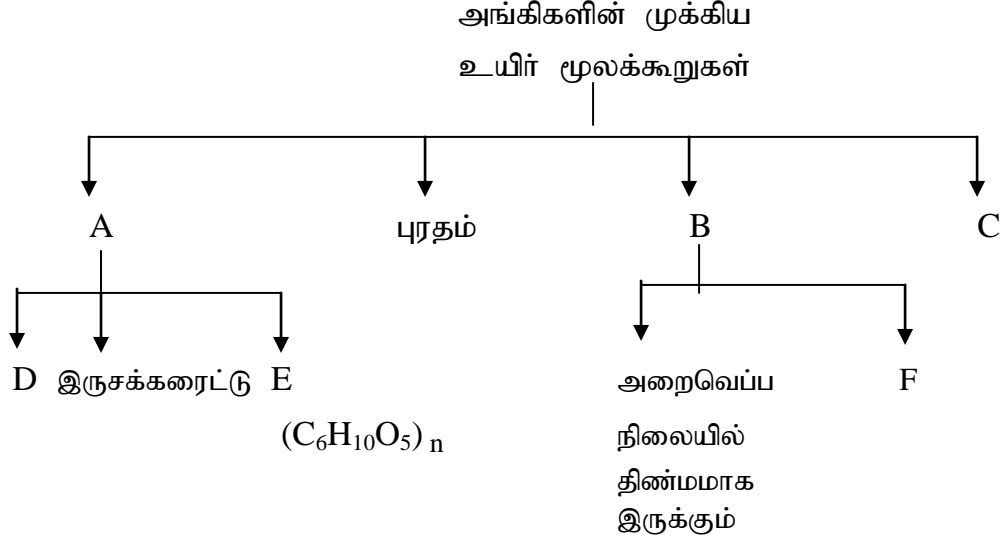 அங்கிகளின் முக்கிய
உயிர் மூலக்கூறுகள்
A புரதம் B C
D இருசக்கரைட்டு E அறைவெப்ப F
(C₆H₁₀O₅) n நிலையில்
திண்மமாக
இருக்கும்